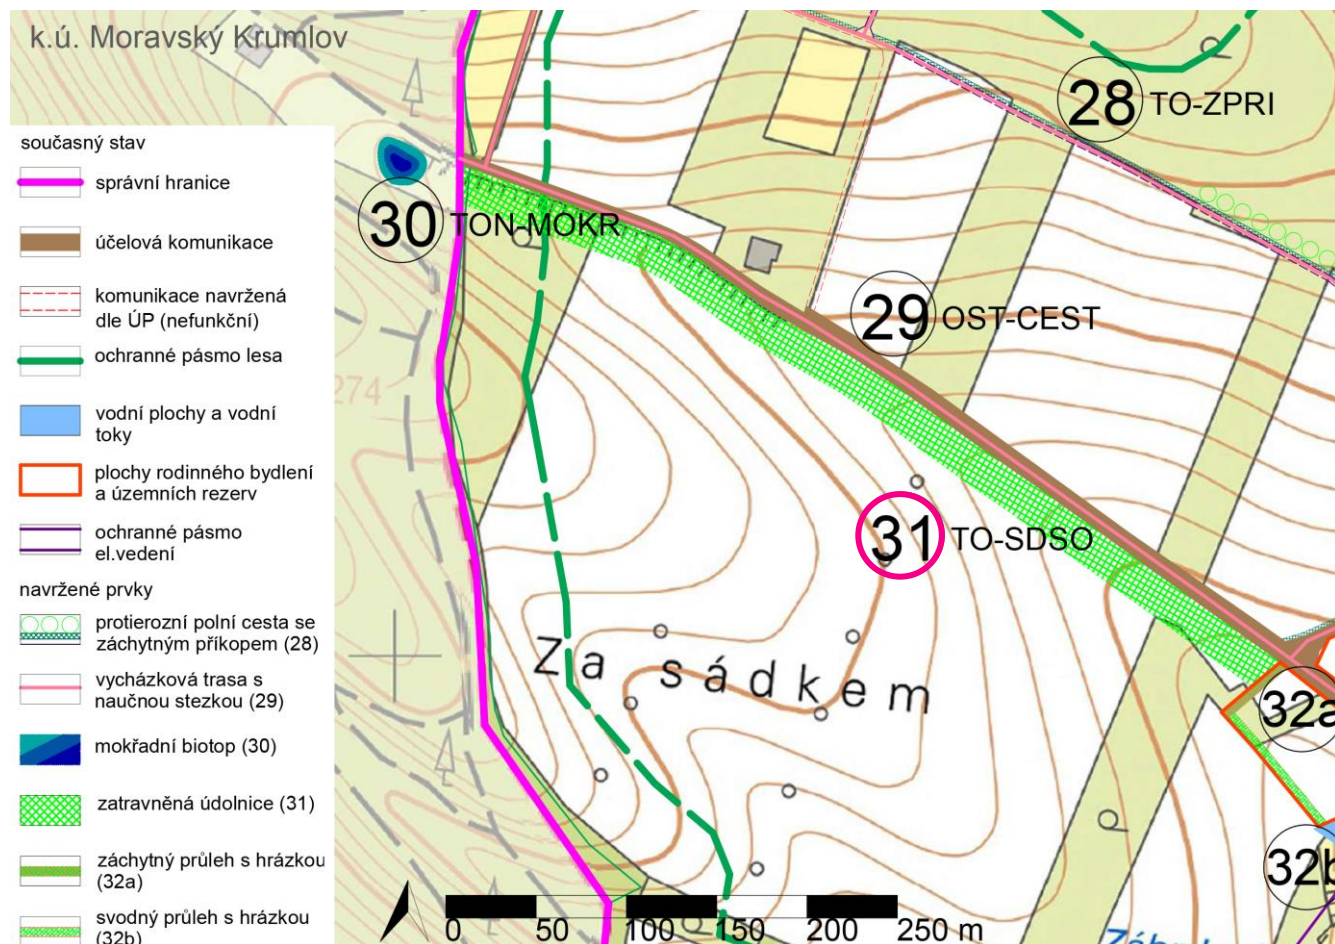 k.ú. Moravský Krumlov
současný stav
správní hranice
účelová komunikace
komunikace navržená
dle ÚP (nefunkční)
ochranné pásmo lesa
vodní plochy a vodní
toky
plochy rodinného bydlení
a územních rezerv
ochranné pásmo
el.vedení
navržené prvky
protierozní polní cesta se
záchytným příkopem (28)
vycházková trasa s
naučnou stezkou (29)
mokřadní biotop (30)
zatravněná údolnice (31)
záchytný průleh s hrázkou
(32a)
svodný průleh s hrázkou
(32b)
28 TO-ZPRI
30 TON-MOKR
29 OST-CEST
274
31 TO-SDSO
Za sádkem
32a
32b
0 50 100 150 200 250 m